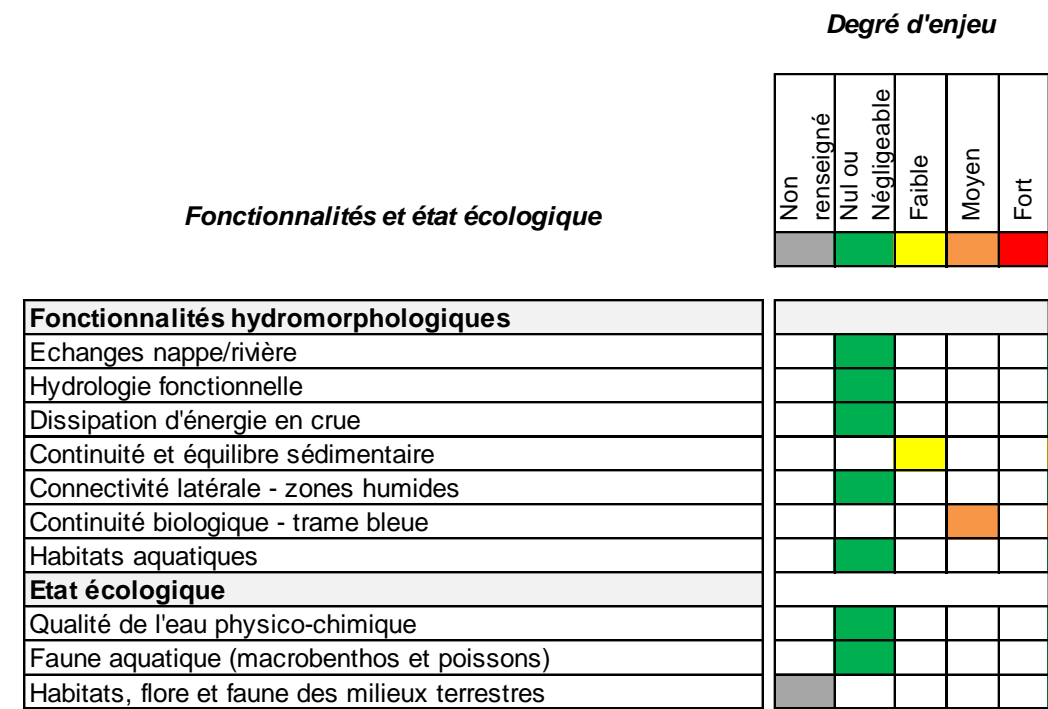 Degré d'enjeu
Non
renseigné
Nul ou
Négligeable
Faible
Moyen
Fort
Fonctionnalités et état écologique
Fonctionnalités hydromorphologiques
Echanges nappe/rivière
Hydrologie fonctionnelle
Dissipation d'énergie en crue
Continuité et équilibre sédimentaire
Connectivité latérale - zones humides
Continuité biologique - trame bleue
Habitats aquatiques
Etat écologique
Qualité de l'eau physico-chimique
Faune aquatique (macrobenthos et poissons)
Habitats, flore et faune des milieux terrestres